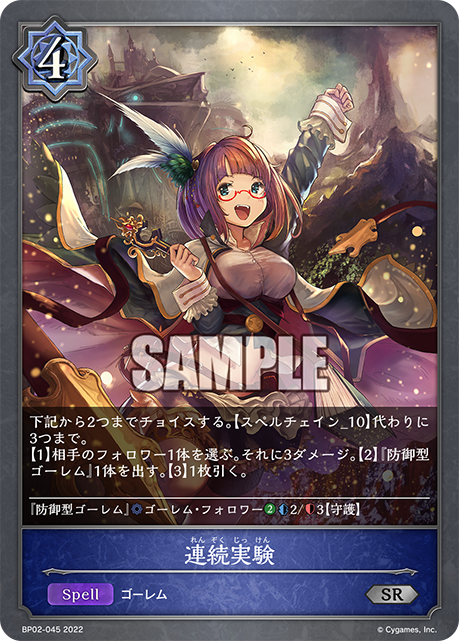 4
SAMPLE
下記から2つまでチョイスする。【スペルチェイン_10】代わりに
3つまで。
【1】相手のフォロワー1体を選ぶ。それに3ダメージ。【2】『防御型
ゴーレム』1体を出す。【3】1枚引く。
『防御型ゴーレム』ゴーレム・フォロワー2 2/3【守護】
れんぞくじっけん
連続実験
Spell ゴーレム SR
BP02-045 2022 © Cygames, Inc.